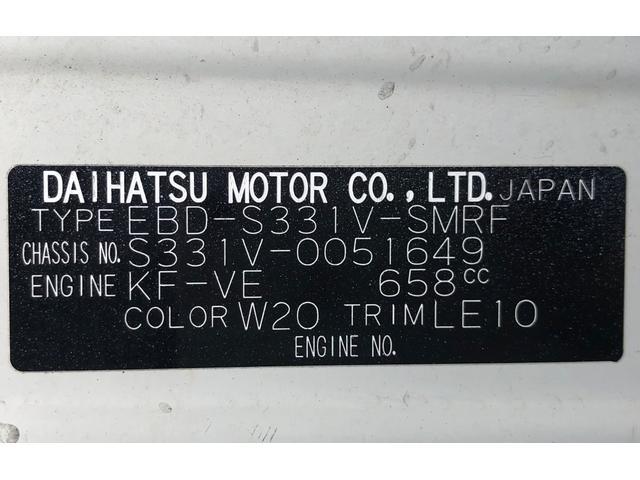 DAIHATSU MOTOR CO., LTD. JAPAN
TYPE EBD-S331V-SMRF
CHASSIS NO. S331V-0051649
ENGINE KF-VE 658cc
COLOR W20 TRIM LE10
ENGINE NO.